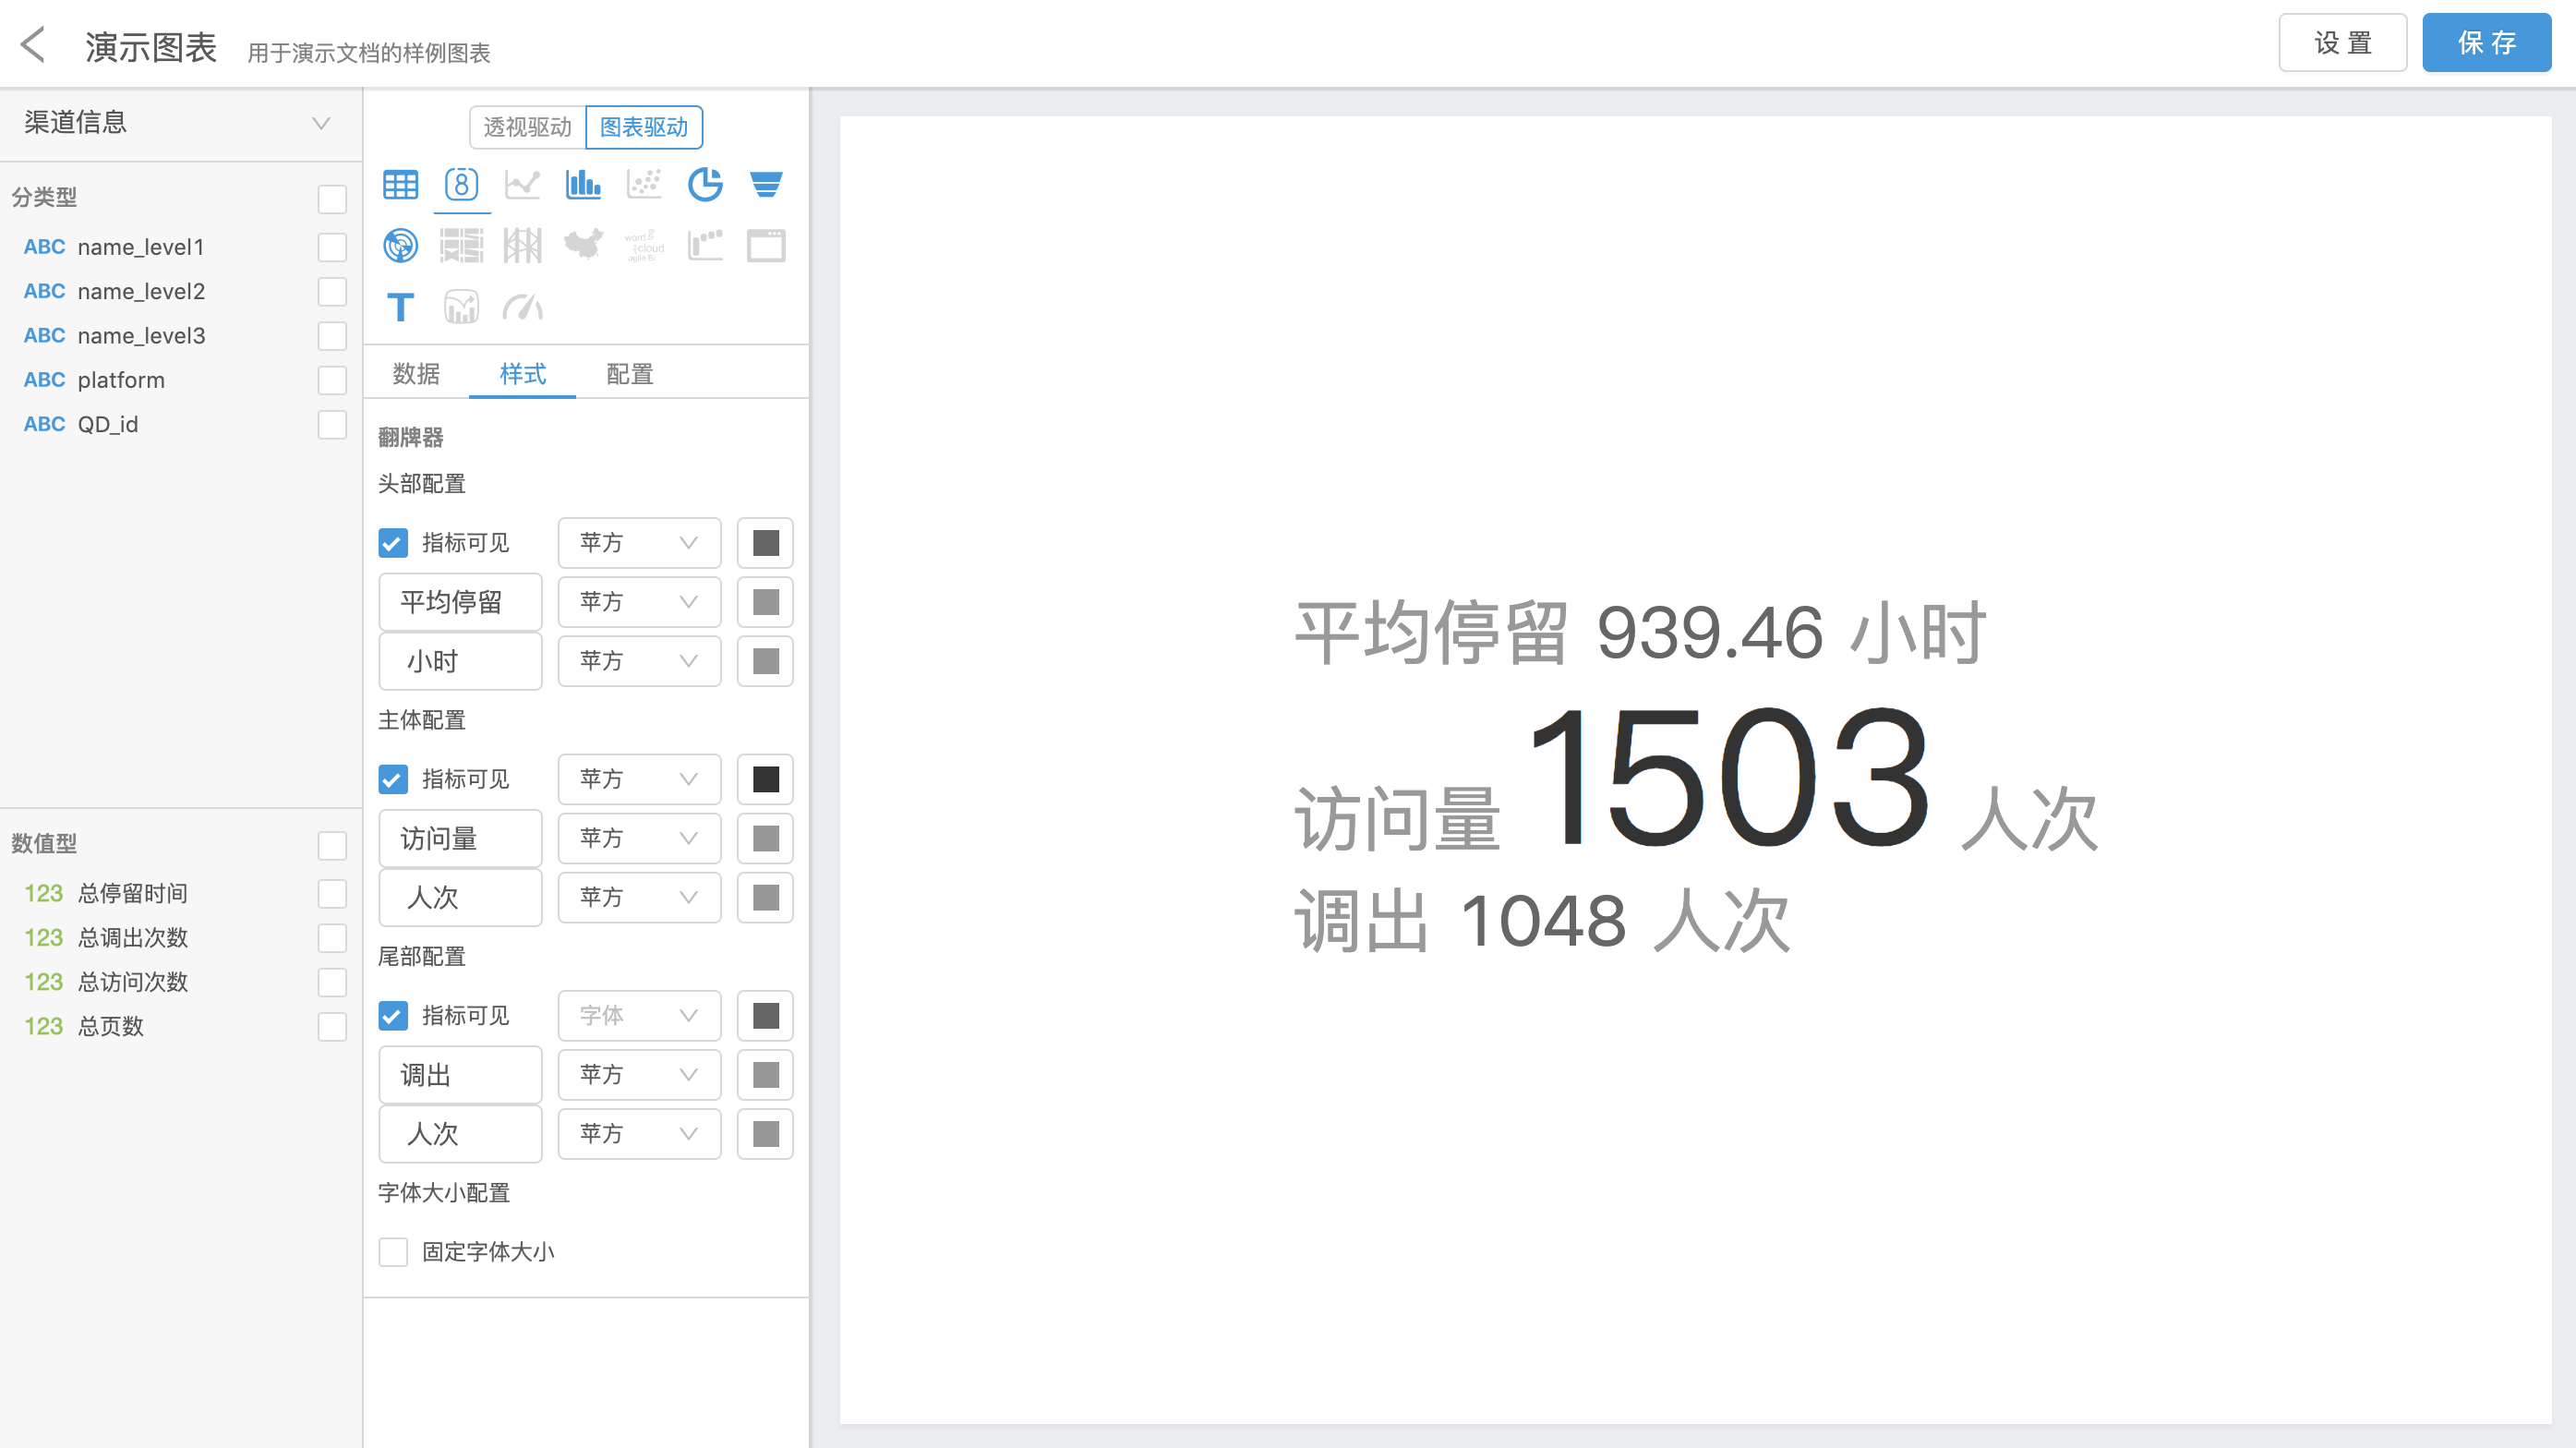 演示图表 用于演示文档的样例图表
设 置 保 存
渠道信息
分类型
ABC name_level1
ABC name_level2
ABC name_level3
ABC platform
ABC QD_id
数值型
123 总停留时间
123 总调出次数
123 总访问次数
123 总页数
透视驱动 图表驱动
8
word
cloud
agile BI
T
数据 样式 配置
翻牌器
头部配置
指标可见 苹方
平均停留 苹方
小时 苹方
主体配置
指标可见 苹方
访问量 苹方
人次 苹方
尾部配置
指标可见 字体
调出 苹方
人次 苹方
字体大小配置
固定字体大小
平均停留 939.46 小时
访问量 1503 人次
调出 1048 人次